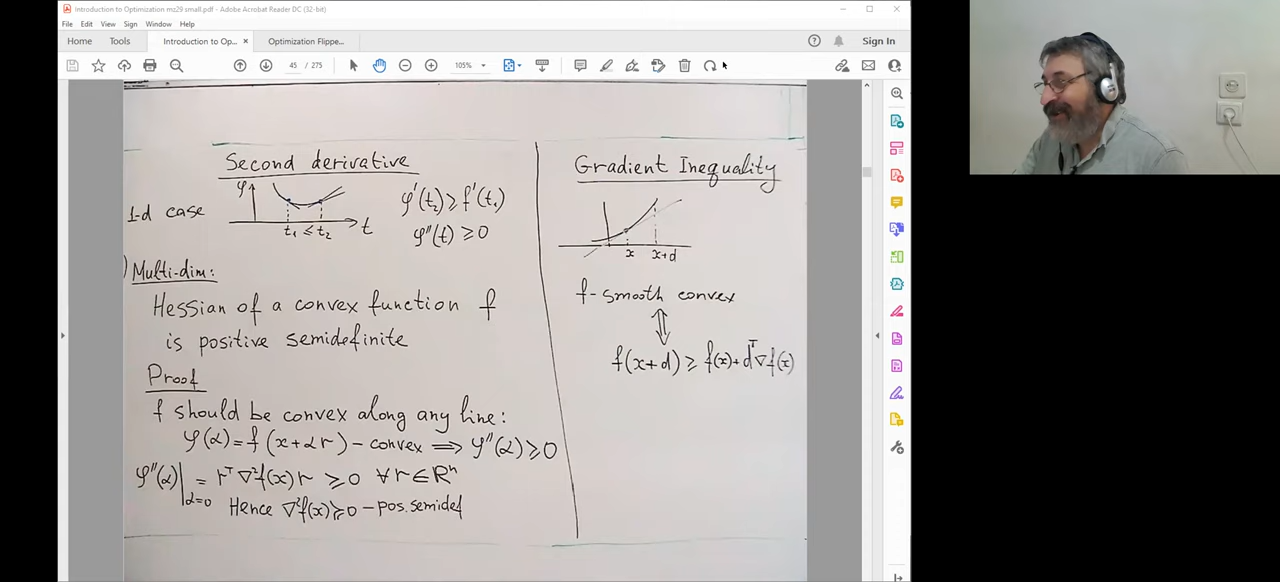 Introduction to Optimization mz29 small.pdf - Adobe Acrobat Reader DC (32-bit)
File Edit View Sign Window Help
Home Tools Introduction to Op... × Optimization Flippe... Sign In
45 / 275 105%
Second derivative
1-d case
φ
t₁ ≤ t₂ t
φ'(t₂) ≥ f'(t₁)
φ''(t) ≥ 0
) Multi-dim:
Hessian of a convex function f
is positive semidefinite
Proof
f should be convex along any line:
φ(α) = f(x+αr) - convex ⟹ φ''(α) ≥ 0
φ''(α)|α=0 = rᵀ∇²f(x)r ≥ 0 ∀r∈Rⁿ
Hence ∇²f(x) ≽ 0 - pos.semidef
Gradient Inequality
x x+d
f - smooth convex
⇕
f(x+d) ≥ f(x) + dᵀ∇f(x)